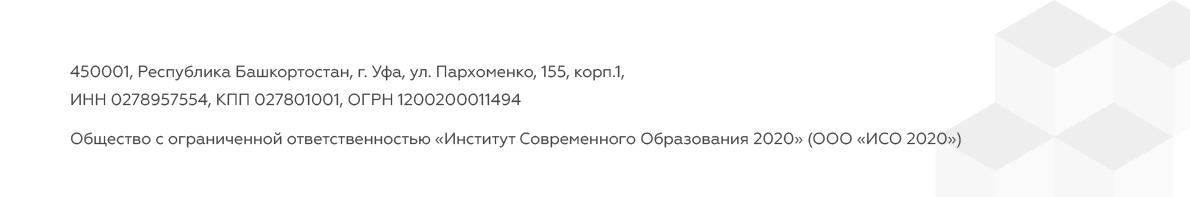 450001, Республика Башкортостан, г. Уфа, ул. Пархоменко, 155, корп.1,
ИНН 0278957554, КПП 027801001, ОГРН 1200200011494
Общество с ограниченной ответственностью «Институт Современного Образования 2020» (ООО «ИСО 2020»)